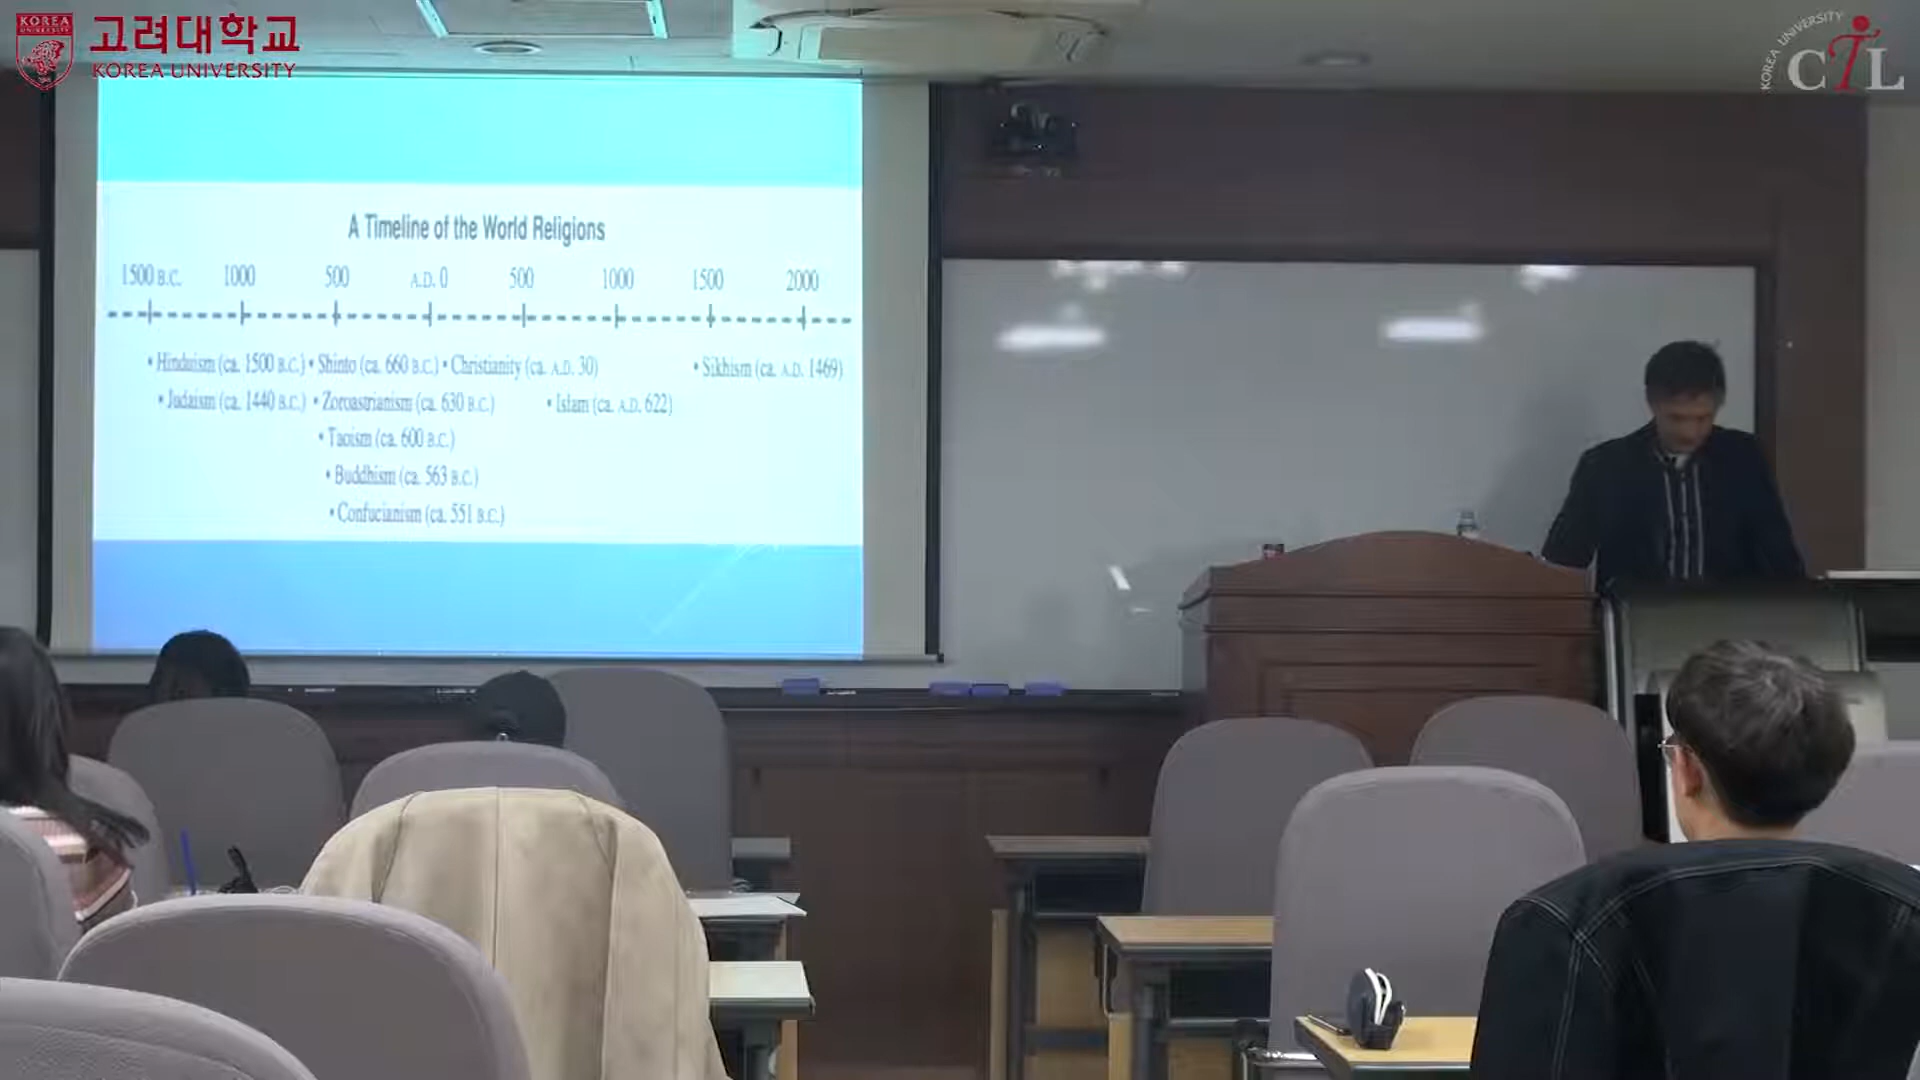 KOREA
UNIVERSITY
고려대학교
KOREA UNIVERSITY
KOREA UNIVERSITY
CTL
A Timeline of the World Religions
1500 B.C. 1000 500 A.D. 0 500 1000 1500 2000
• Hinduism (ca. 1500 B.C.) • Shinto (ca. 660 B.C.) • Christianity (ca. A.D. 30) • Sikhism (ca. A.D. 1469)
• Judaism (ca. 1440 B.C.) • Zoroastrianism (ca. 630 B.C.) • Islam (ca. A.D. 622)
• Taoism (ca. 600 B.C.)
• Buddhism (ca. 563 B.C.)
• Confucianism (ca. 551 B.C.)